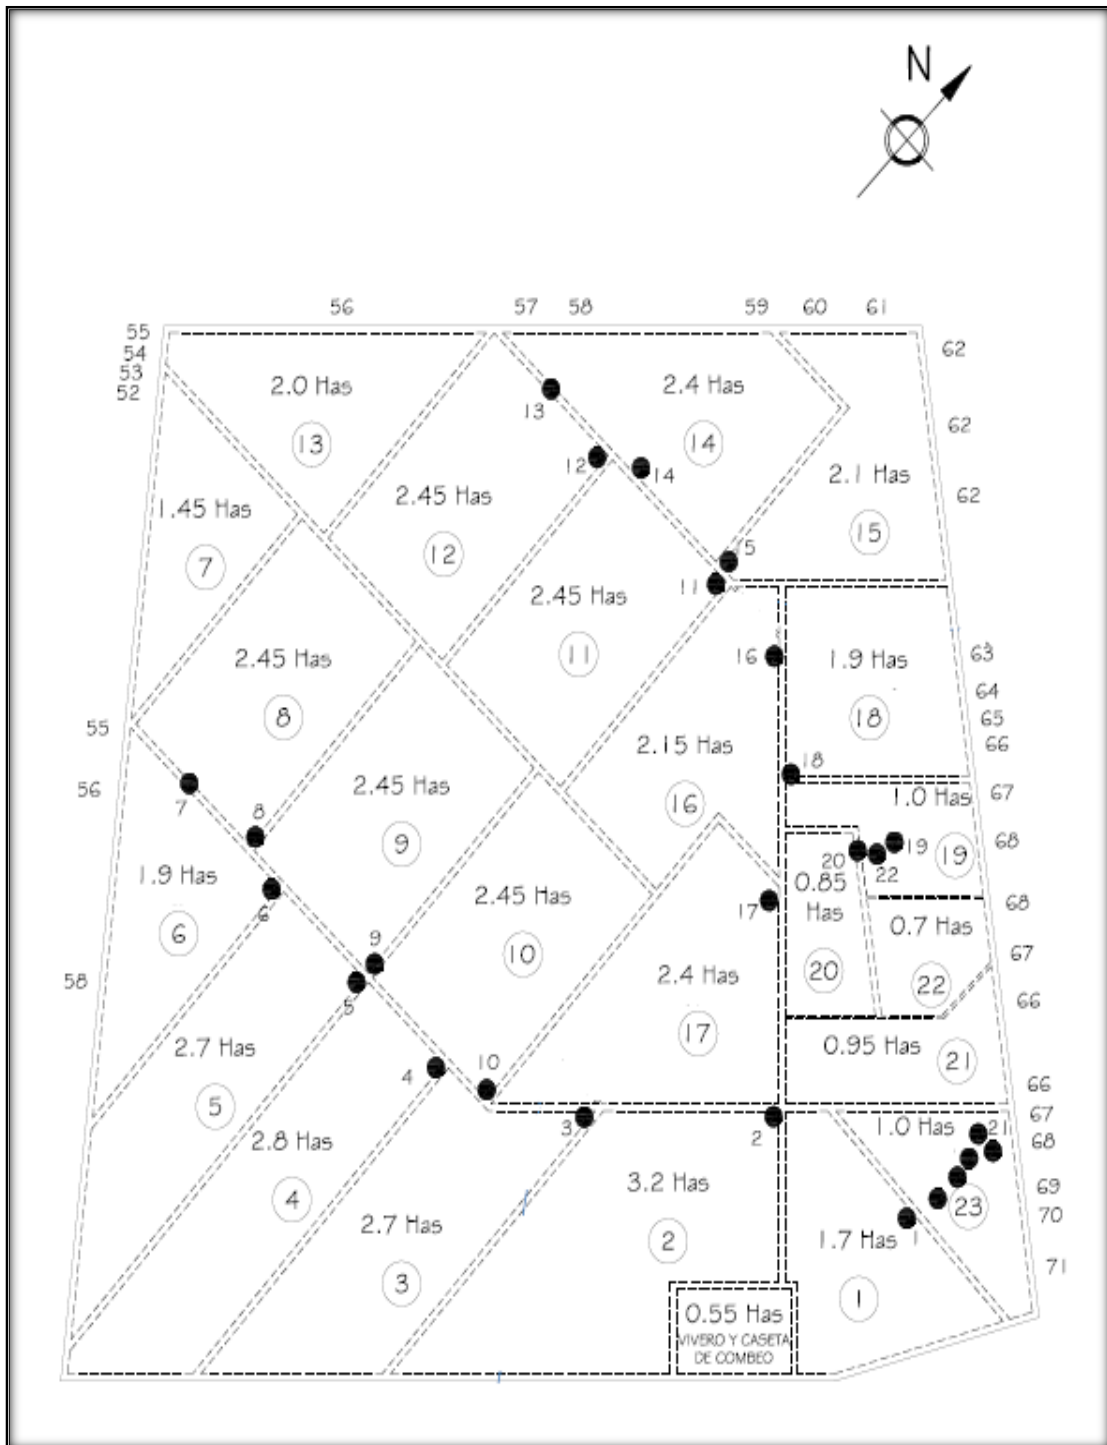 N
56
57
58
59
60
61
55
54
53
52
62
62
62
2.0 Has
13
13
2.4 Has
14
12
14
2.45 Has
12
2.1 Has
15
1.45 Has
7
5
11
2.45 Has
11
2.45 Has
8
16
1.9 Has
18
63
64
65
66
55
56
7
8
2.45 Has
9
2.15 Has
16
18
1.0 Has
19
67
68
19
20
22
0.85
Has
20
0.7 Has
22
68
67
66
1.9 Has
6
6
58
9
5
2.45 Has
10
17
2.4 Has
17
0.95 Has
21
66
67
68
69
70
71
2.7 Has
5
4
10
3
2
1.0 Has
21
23
2.8 Has
4
3.2 Has
2
2.7 Has
3
1.7 Has
1
1
0.55 Has
VIVERO Y CASETA
DE COMBEO